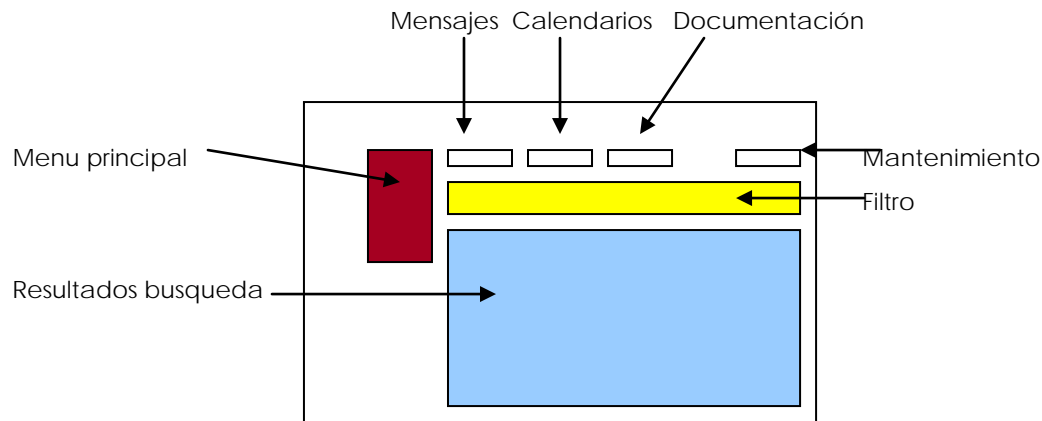 Mensajes Calendarios Documentación
Menu principal
Mantenimiento
Filtro
Resultados busqueda